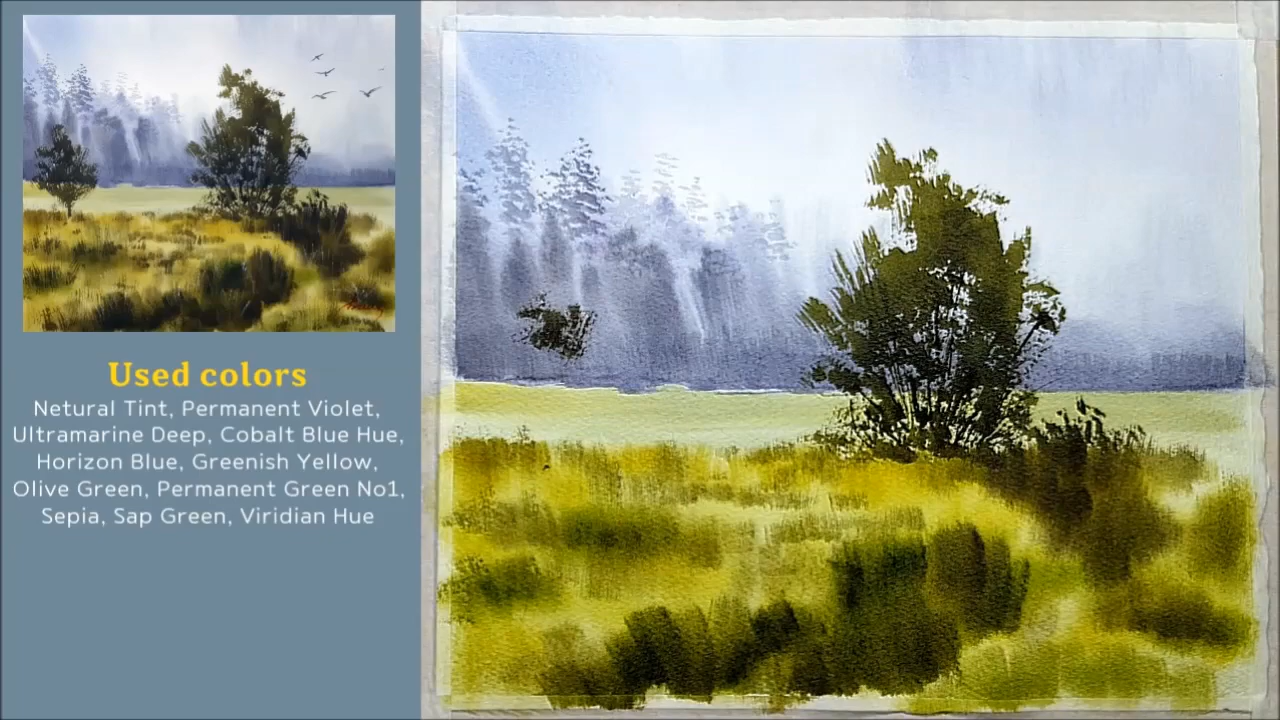 Used colors
Netural Tint, Permanent Violet,
Ultramarine Deep, Cobalt Blue Hue,
Horizon Blue, Greenish Yellow,
Olive Green, Permanent Green No1,
Sepia, Sap Green, Viridian Hue